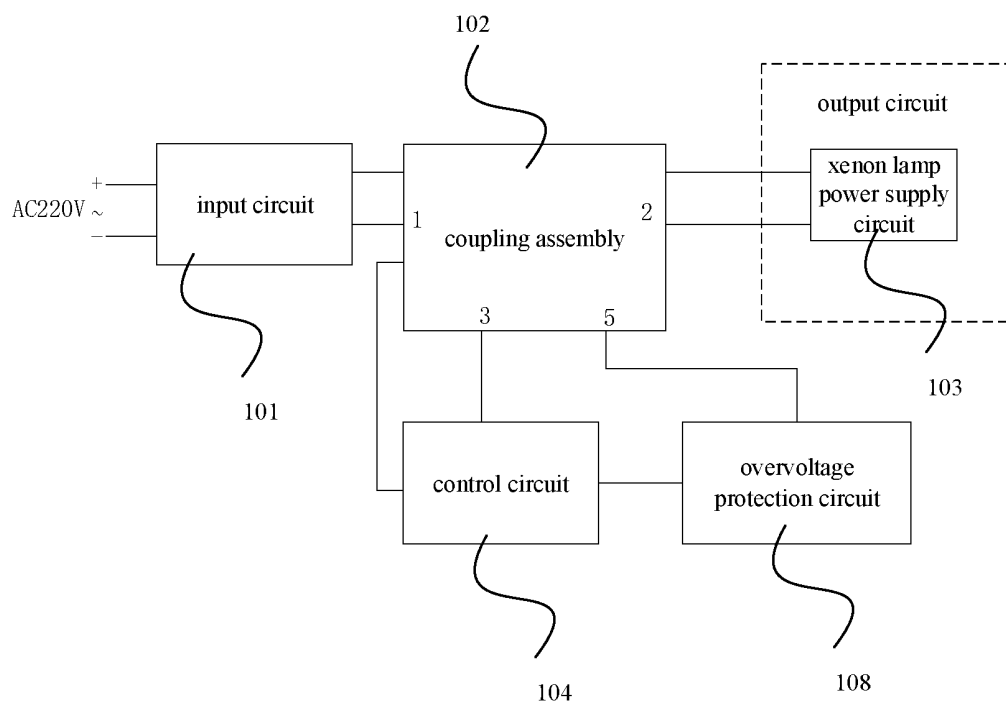 102
output circuit
xenon lamp
power supply
circuit
+
AC220V ~
−
input circuit
1
coupling assembly
2
3
5
103
101
control circuit
overvoltage
protection circuit
104
108